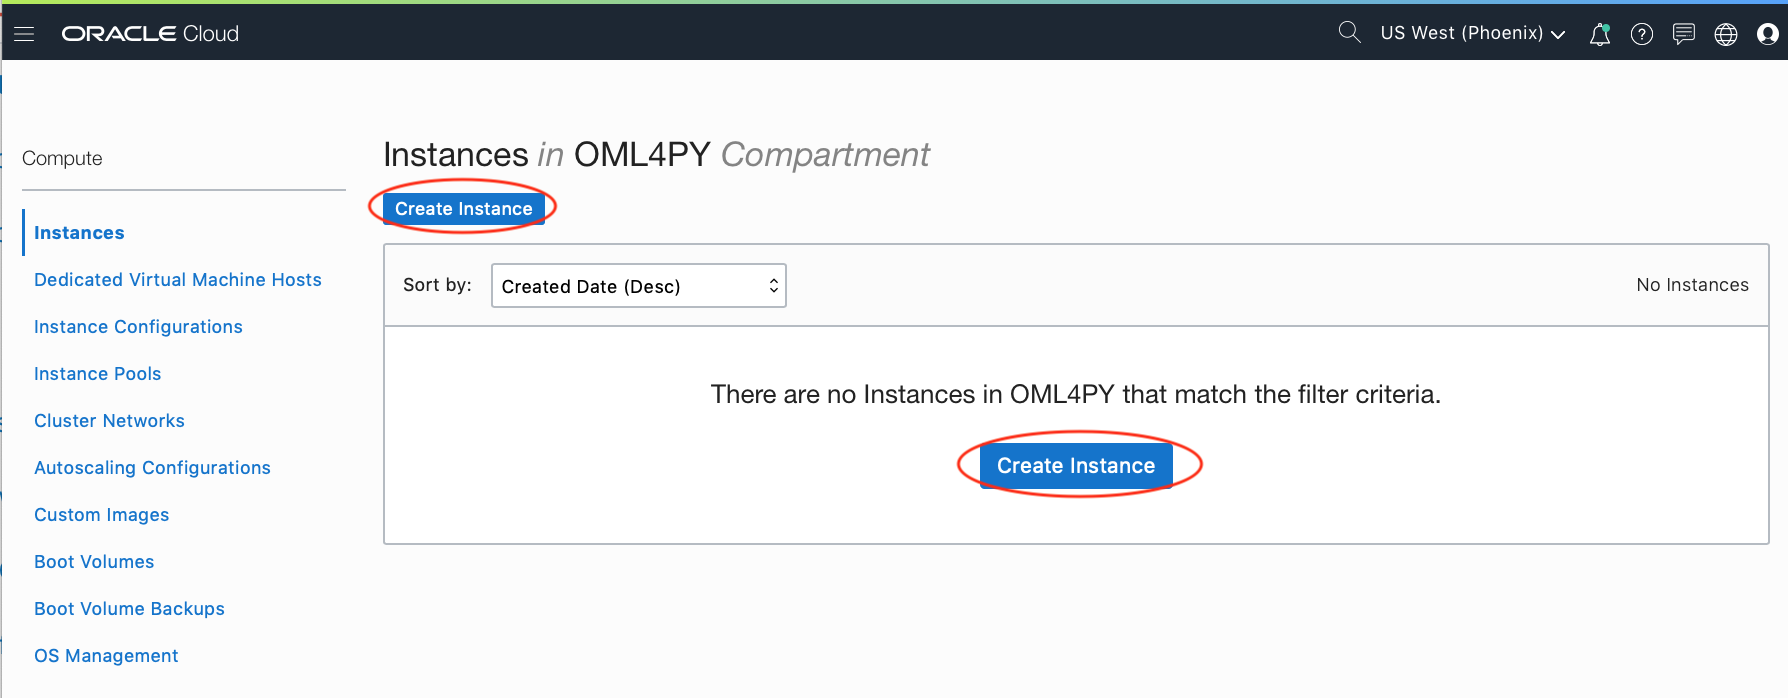 ORACLE Cloud
US West (Phoenix)
Compute
Instances
Dedicated Virtual Machine Hosts
Instance Configurations
Instance Pools
Cluster Networks
Autoscaling Configurations
Custom Images
Boot Volumes
Boot Volume Backups
OS Management
Instances in OML4PY Compartment
Create Instance
Sort by: Created Date (Desc)
No Instances
There are no Instances in OML4PY that match the filter criteria.
Create Instance